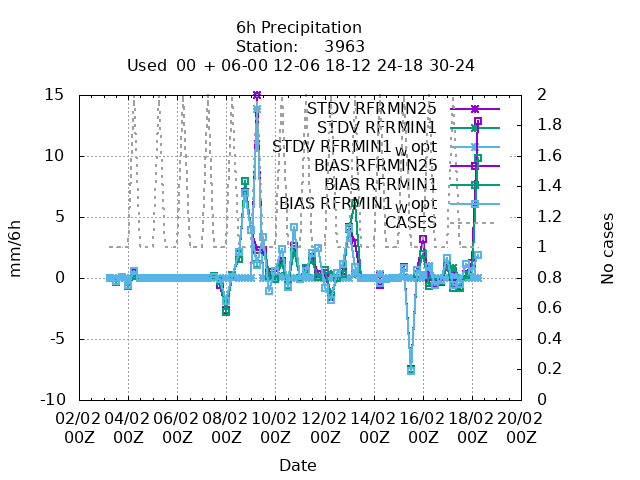 6h Precipitation
Station: 3963
Used 00 + 06-00 12-06 18-12 24-18 30-24
15
10
5
0
-5
-10
mm/6h
2
1.8
1.6
1.4
1.2
1
0.8
0.6
0.4
0.2
0
No cases
STDV RFRMIN25
STDV RFRMIN1
STDV RFRMIN1w opt
BIAS RFRMIN25
BIAS RFRMIN1
BIAS RFRMIN1w opt
CASES
02/02 04/02 06/02 08/02 10/02 12/02 14/02 16/02 18/02 20/02
00Z 00Z 00Z 00Z 00Z 00Z 00Z 00Z 00Z 00Z
Date